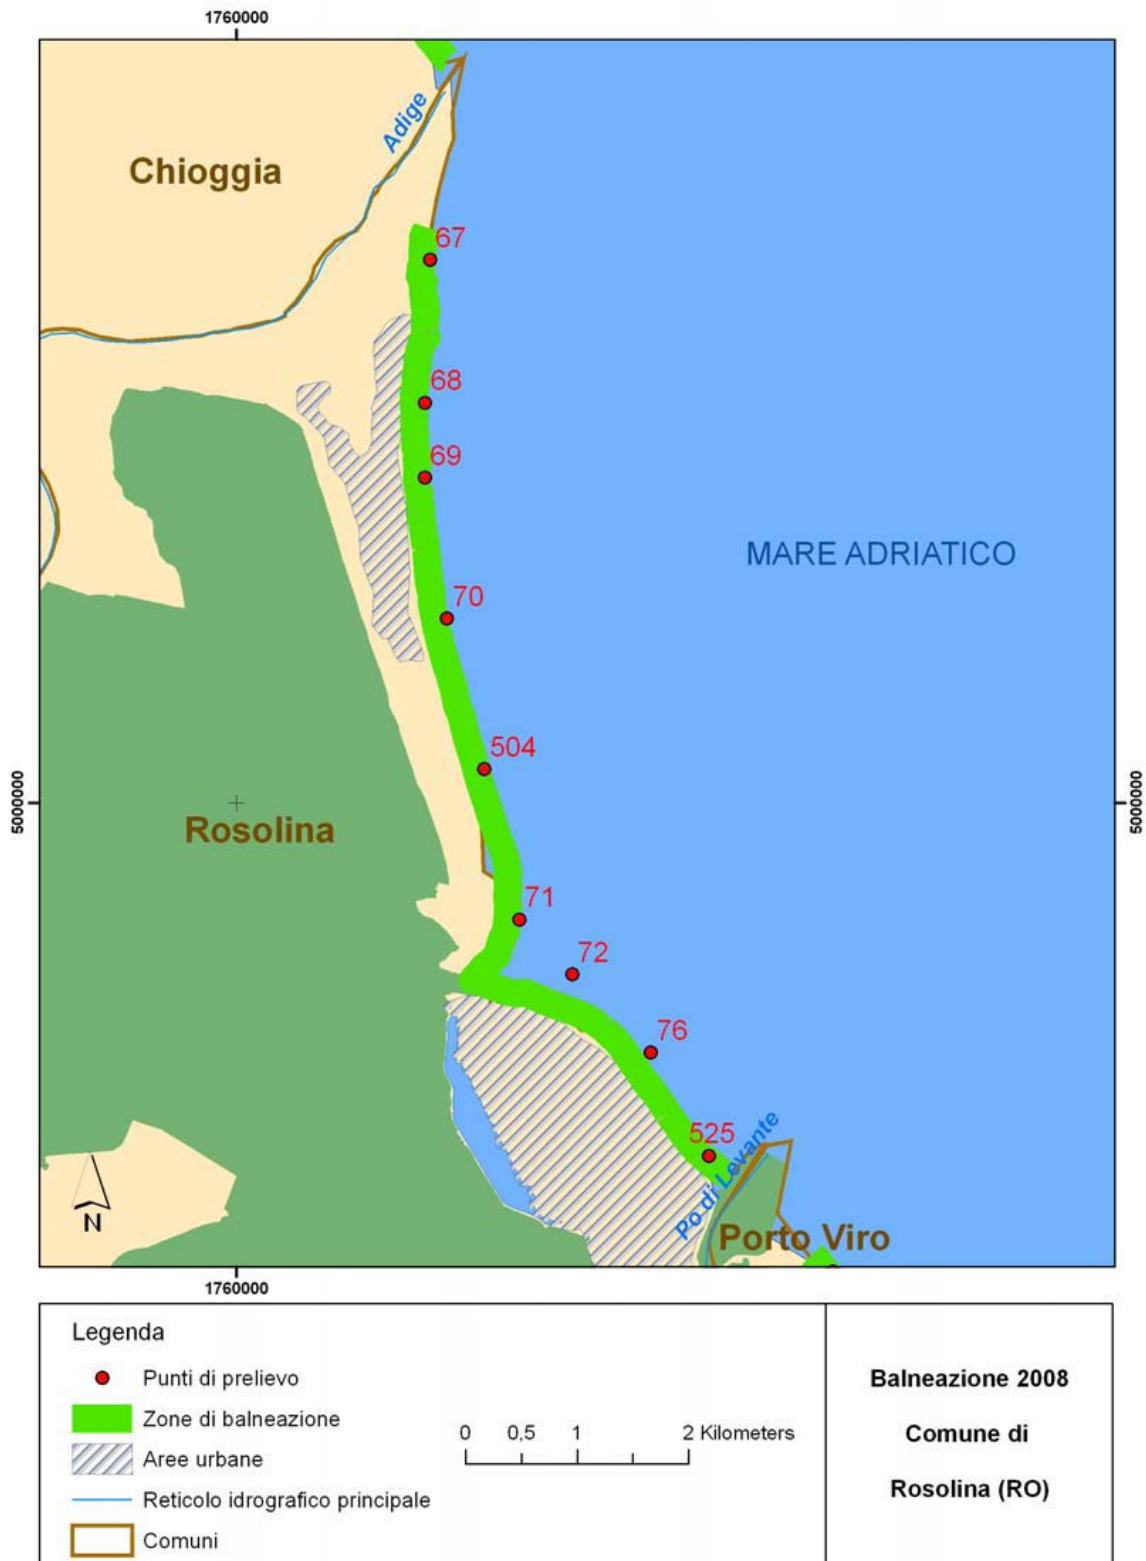 1760000
Adige
Chioggia
67
68
69
MARE ADRIATICO
70
504
5000000
5000000
Rosolina
71
72
76
525
Po di Levante
N
Porto Viro
1760000
Legenda
Punti di prelievo
Zone di balneazione
Aree urbane
Reticolo idrografico principale
Comuni
0 0,5 1 2 Kilometers
Balneazione 2008
Comune di
Rosolina (RO)